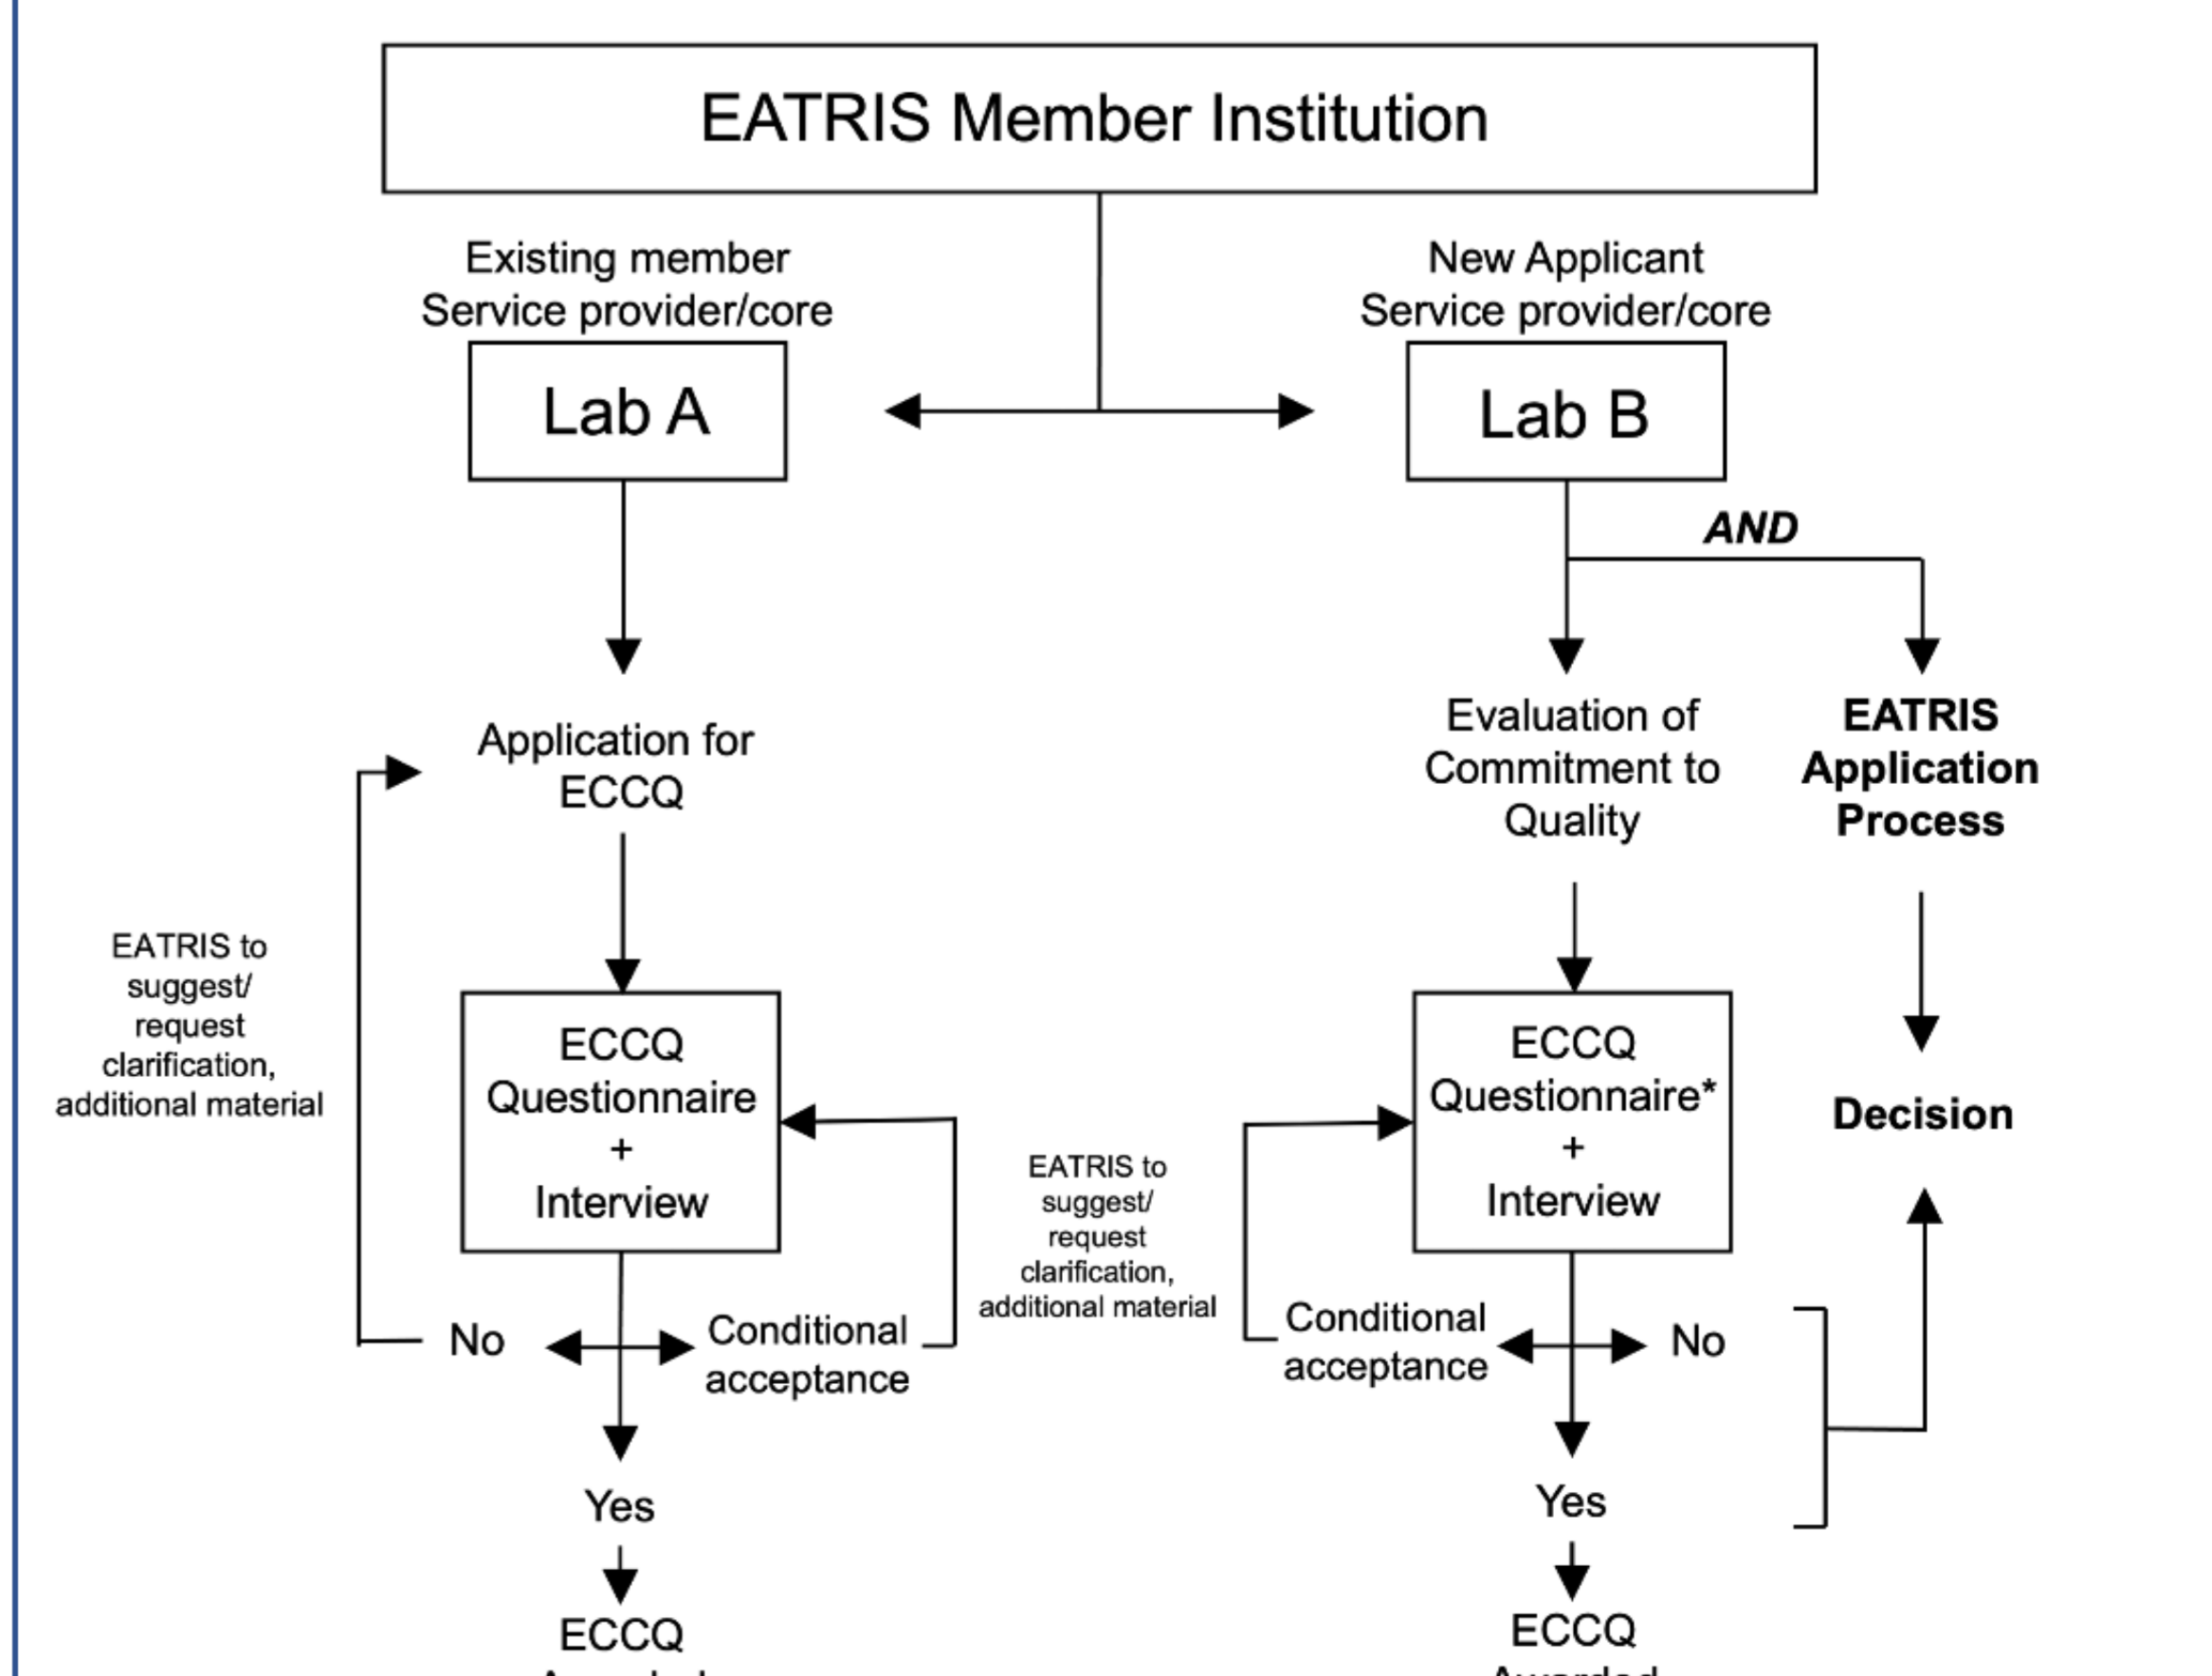 EATRIS Member Institution
Existing member
Service provider/core
Lab A
New Applicant
Service provider/core
Lab B
AND
Application for
ECCQ
Evaluation of
Commitment to
Quality
EATRIS
Application
Process
EATRIS to
suggest/
request
clarification,
additional material
ECCQ
Questionnaire
+
Interview
EATRIS to
suggest/
request
clarification,
additional material
ECCQ
Questionnaire*
+
Interview
Decision
No
Conditional
acceptance
Conditional
acceptance
No
Yes
Yes
ECCQ
ECCQ
Awarded